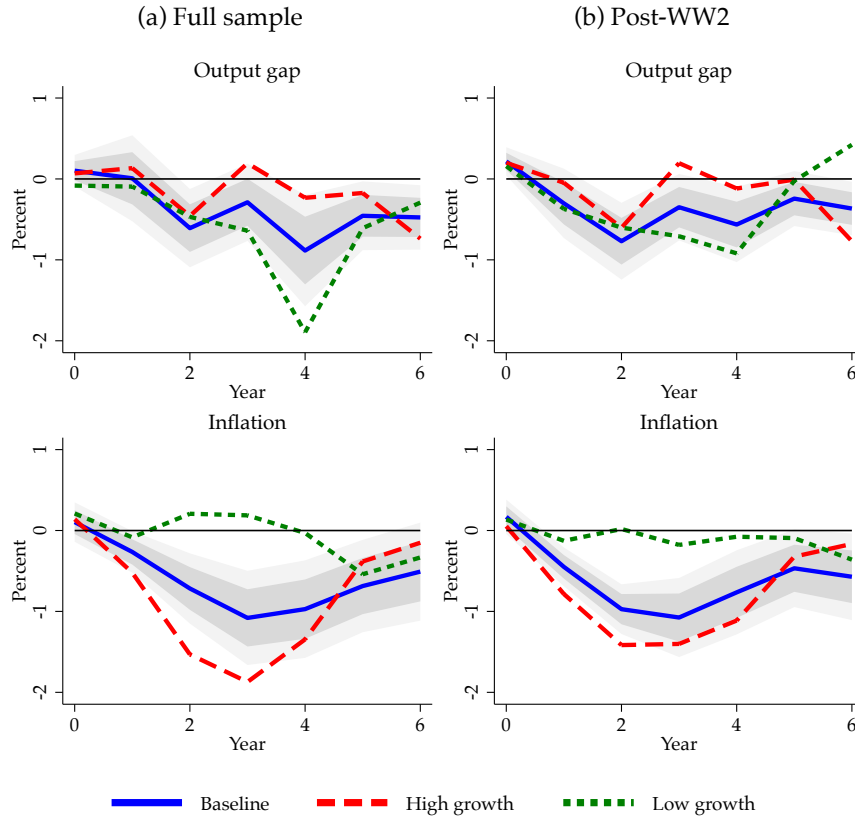 (a) Full sample
(b) Post-WW2
Output gap
Percent
1
0
-1
-2
0 2 4 6
Year
Output gap
Percent
1
0
-1
-2
0 2 4 6
Year
Inflation
Percent
1
0
-1
-2
0 2 4 6
Year
Inflation
Percent
1
0
-1
-2
0 2 4 6
Year
Baseline High growth Low growth